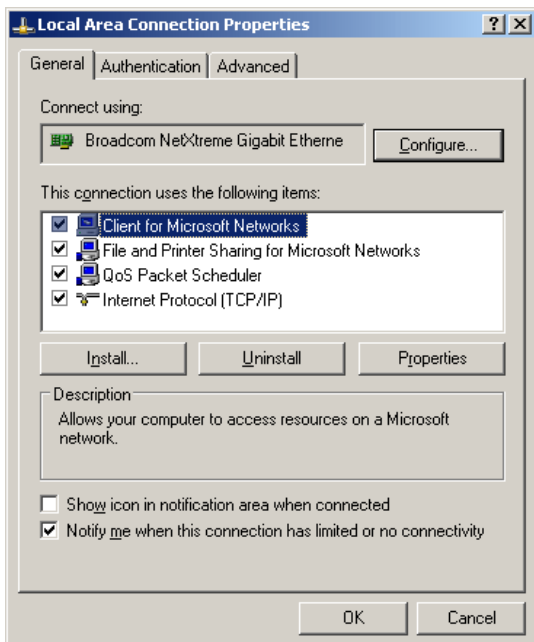 Local Area Connection Properties
General Authentication Advanced
Connect using:
Broadcom NetXtreme Gigabit Etherne Configure...
This connection uses the following items:
Client for Microsoft Networks
File and Printer Sharing for Microsoft Networks
QoS Packet Scheduler
Internet Protocol (TCP/IP)
Install... Uninstall Properties
Description
Allows your computer to access resources on a Microsoft
network.
Show icon in notification area when connected
Notify me when this connection has limited or no connectivity
OK Cancel